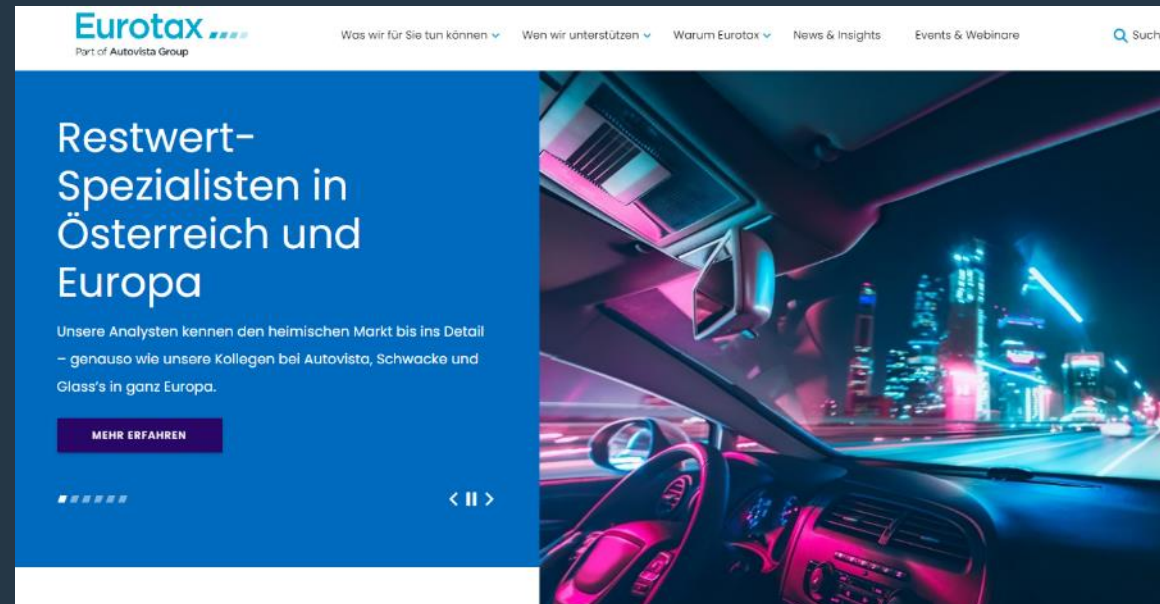 Eurotax
Part of Autovista Group
Was wir für Sie tun können
Wen wir unterstützen
Warum Eurotax
News & Insights
Events & Webinare
Such
Restwert-
Spezialisten in
Österreich und
Europa
Unsere Analysten kennen den heimischen Markt bis ins Detail
– genauso wie unsere Kollegen bei Autovista, Schwacke und
Glass's in ganz Europa.
MEHR ERFAHREN